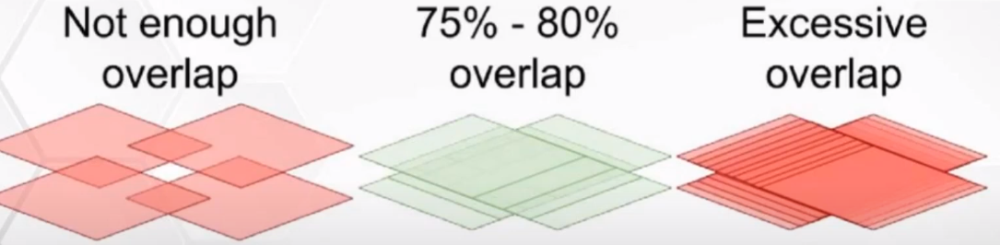 Not enough
overlap
75% - 80%
overlap
Excessive
overlap